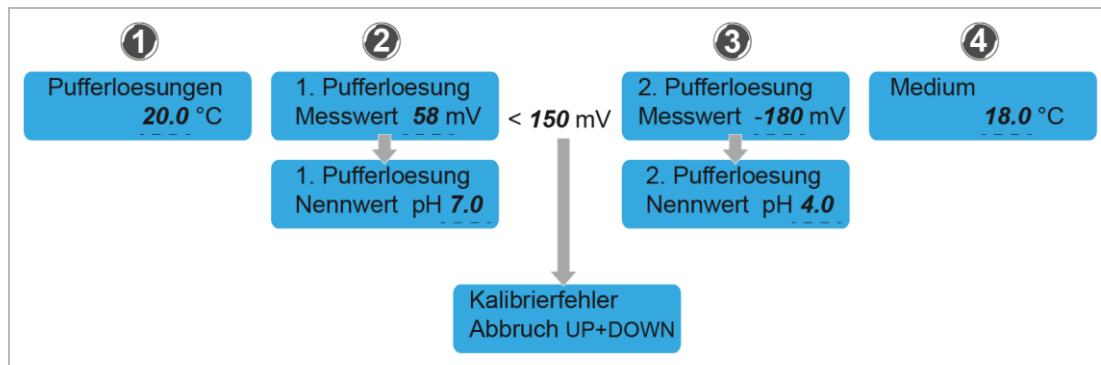 1
2
3
4
Pufferloesungen
20.0 °C
1. Pufferloesung
Messwert 58 mV
< 150 mV
2. Pufferloesung
Messwert -180 mV
Medium
18.0 °C
1. Pufferloesung
Nennwert pH 7.0
2. Pufferloesung
Nennwert pH 4.0
Kalibrierfehler
Abbruch UP+DOWN